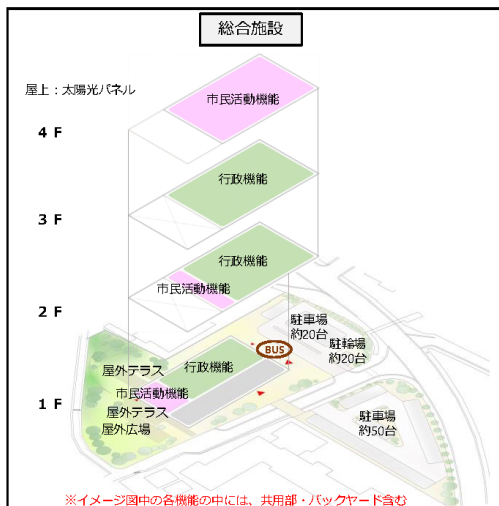 総合施設
屋上：太陽光パネル
市民活動機能
4 F
行政機能
3 F
行政機能
市民活動機能
2 F
駐車場
約20台
駐輪場
約20台
BUS
行政機能
屋外テラス
市民活動機能
1 F
屋外テラス
屋外広場
駐車場
約50台
※イメージ図中の各機能の中には、共用部・バックヤード含む